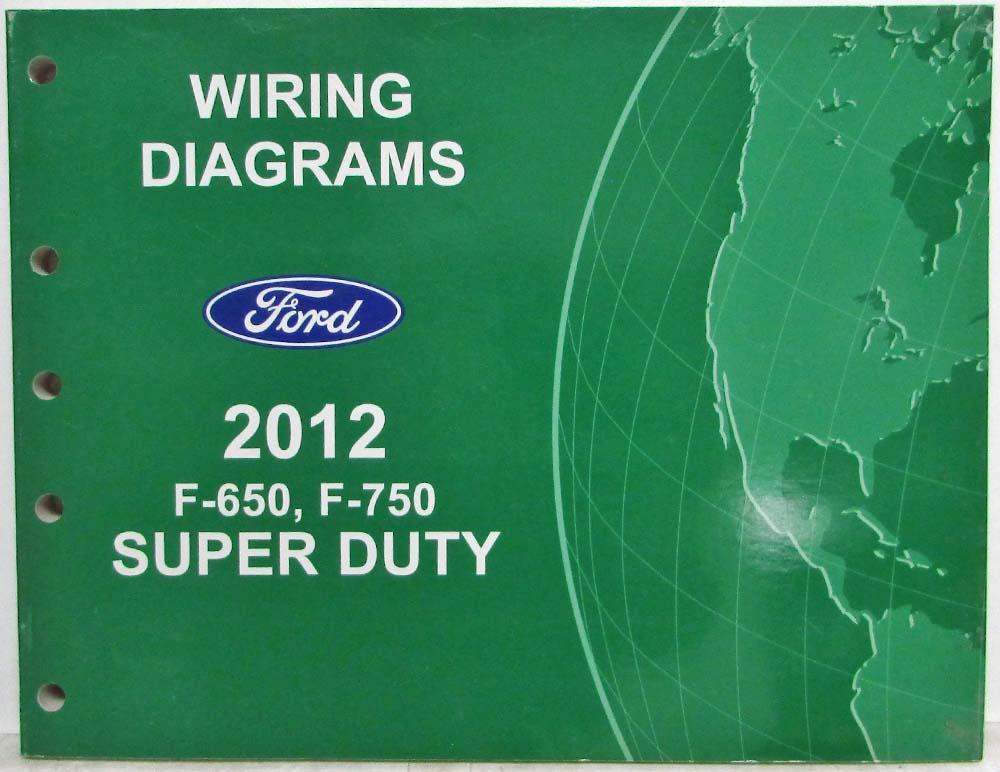 WIRING
DIAGRAMS
Ford
2012
F-650, F-750
SUPER DUTY